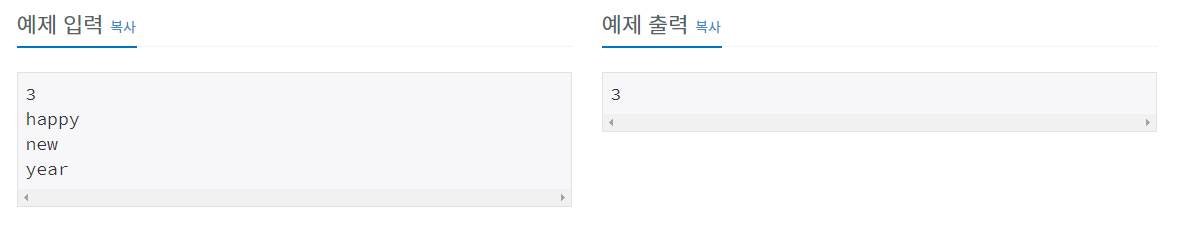 예제 입력 복사
3
happy
new
year
예제 출력 복사
3